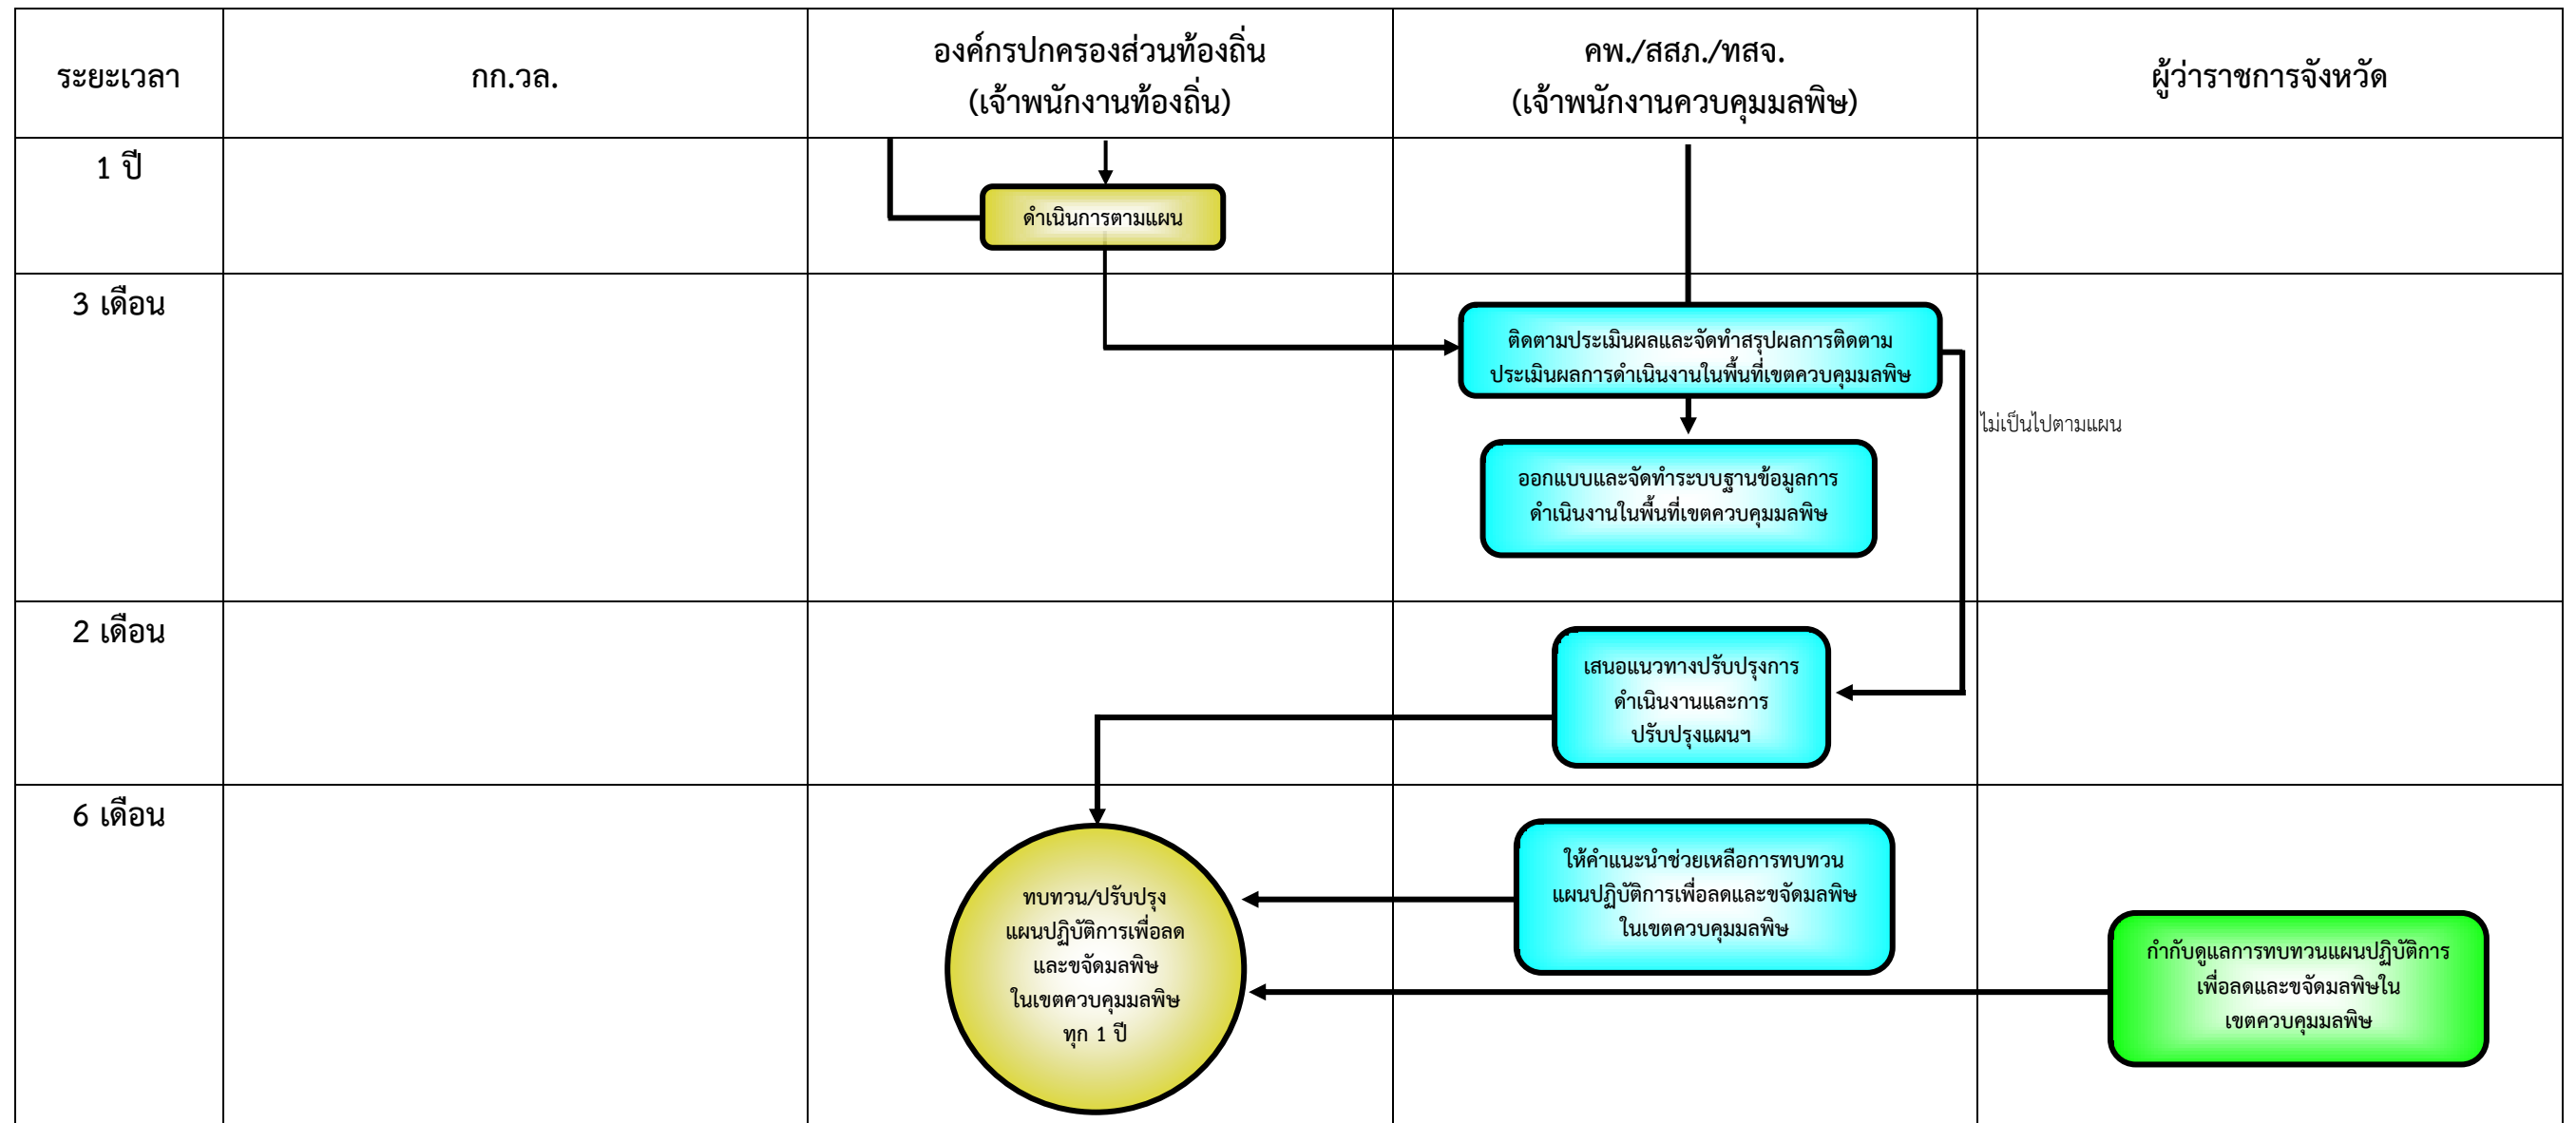 ระยะเวลา
กก.วล.
องค์กรปกครองส่วนท้องถิ่น
(เจ้าพนักงานท้องถิ่น)
คพ./สสภ./ทสจ.
(เจ้าพนักงานควบคุมมลพิษ)
ผู้ว่าราชการจังหวัด
1 ปี
ดำเนินการตามแผน
3 เดือน
ติดตามประเมินผลและจัดทำสรุปผลการติดตาม
ประเมินผลการดำเนินงานในพื้นที่เขตควบคุมมลพิษ
ไม่เป็นไปตามแผน
ออกแบบและจัดทำระบบฐานข้อมูลการ
ดำเนินงานในพื้นที่เขตควบคุมมลพิษ
2 เดือน
เสนอแนวทางปรับปรุงการ
ดำเนินงานและการ
ปรับปรุงแผนฯ
6 เดือน
ทบทวน/ปรับปรุง
แผนปฏิบัติการเพื่อลด
และขจัดมลพิษ
ในเขตควบคุมมลพิษ
ทุก 1 ปี
ให้คำแนะนำช่วยเหลือการทบทวน
แผนปฏิบัติการเพื่อลดและขจัดมลพิษ
ในเขตควบคุมมลพิษ
กำกับดูแลการทบทวนแผนปฏิบัติการ
เพื่อลดและขจัดมลพิษใน
เขตควบคุมมลพิษ